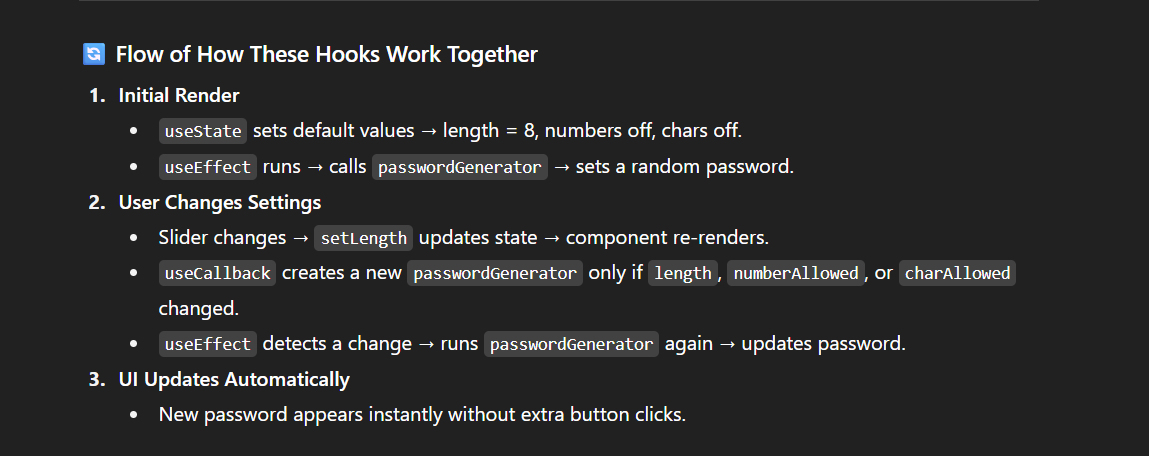 🔄 Flow of How These Hooks Work Together
1. Initial Render
• useState sets default values → length = 8, numbers off, chars off.
• useEffect runs → calls passwordGenerator → sets a random password.
2. User Changes Settings
• Slider changes → setLength updates state → component re-renders.
• useCallback creates a new passwordGenerator only if length, numberAllowed, or charAllowed
changed.
• useEffect detects a change → runs passwordGenerator again → updates password.
3. UI Updates Automatically
• New password appears instantly without extra button clicks.